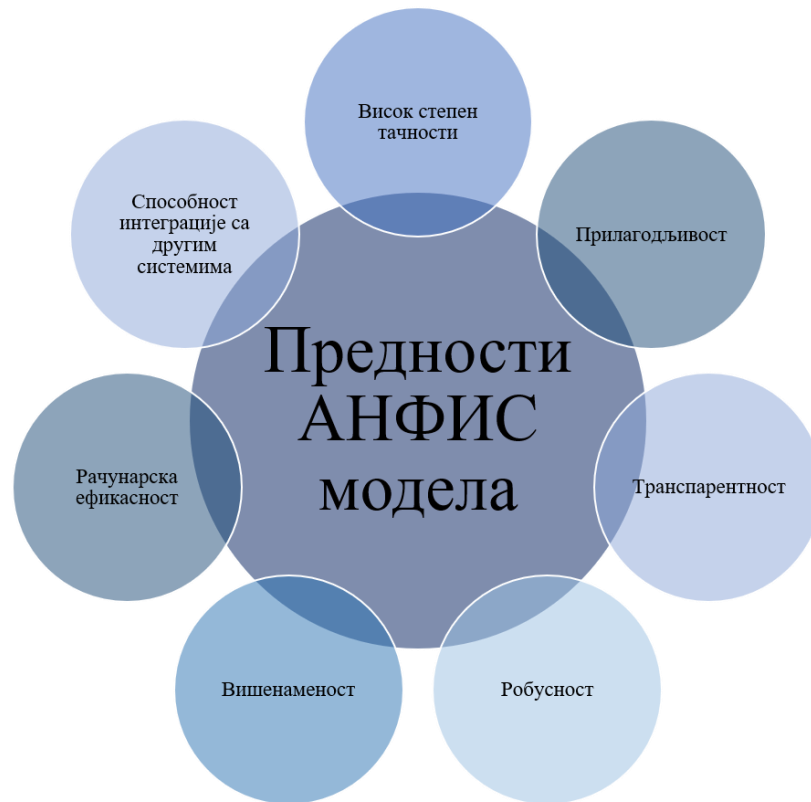 Висок степен
тачности
Прилагодљивост
Транспарентност
Робусност
Вишенаменост
Рачунарска
ефикасност
Способност
интеграције са
другим
системима
Предности
АНФИС
модела